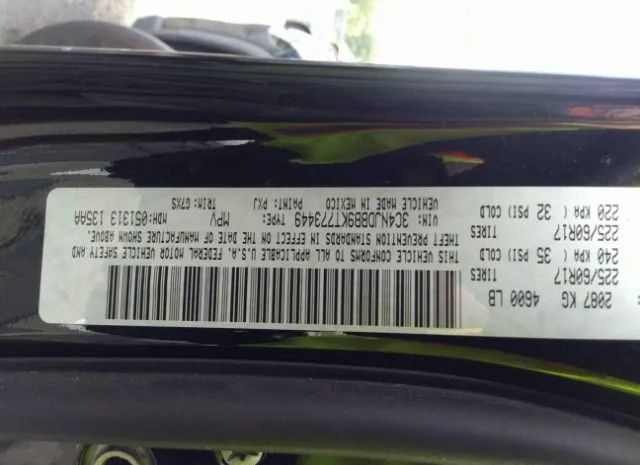 2087 KG
4600 LB
225/60R17
TIRES
240 KPA ( 35 PSI) COLD
225/60R17
TIRES
220 KPA ( 32 PSI) COLD
THIS VEHICLE CONFORMS TO ALL APPLICABLE U.S.A. FEDERAL MOTOR VEHICLE SAFETY AND
THEFT PREVENTION STANDARDS IN EFFECT ON THE DATE OF MANUFACTURE SHOWN ABOVE.
VIN: 3C4NJDBB9KT773449 TYPE: MPV MDH:051313 135AA
VEHICLE MADE IN MEXICO PAINT: PXJ TRIM: G7XS